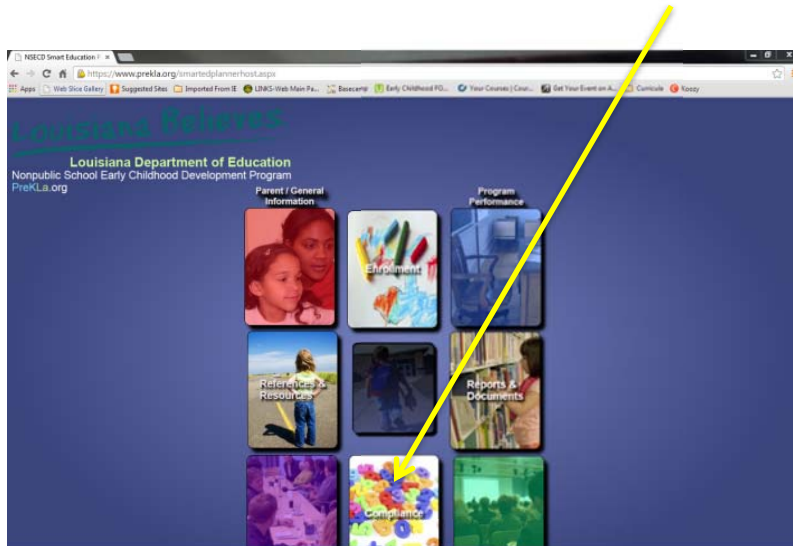 NSECD Smart Education P
https://www.prekla.org/smartedplannerhost.aspx
Apps Web Slice Gallery Suggested Sites Imported From IE LINKS-Web Main Pa... Basecamp Early Childhood PO... Your Courses | Cour... Get Your Event on A... Curricula Kossy
Louisiana Believes
Louisiana Department of Education
Nonpublic School Early Childhood Development Program
PreKLa.org
Parent / General
Information
Program
Performance
Enrollment
References &
Resources
Reports &
Documents
Compliance